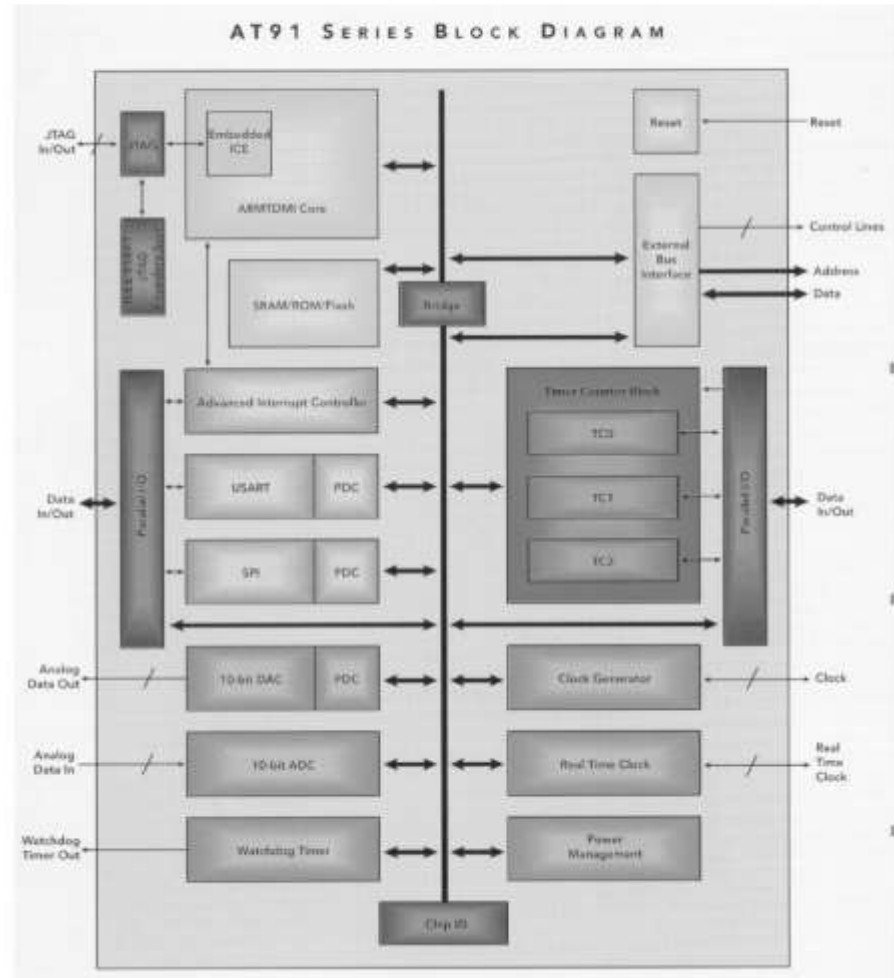 AT91 SERIES BLOCK DIAGRAM
JTAG
In/Out
JTAG
Embedded
ICE
ARMTDMI Core
Reset
Reset
JTAG
External
Bus
Interface
Control Lines
Address
Data
SRAM/ROM/Flash
Bridge
Advanced Interrupt Controller
Timer Counter Block
TC0
Data
In/Out
Parallel I/O
USART
PDC
TC1
Parallel I/O
Data
In/Out
SPI
PDC
TC2
Analog
Data Out
10-bit DAC
PDC
Clock Generator
Clock
Analog
Data In
10-bit ADC
Real Time Clock
Real
Time
Clock
Watchdog
Timer Out
Watchdog Timer
Power
Management
Chip ID